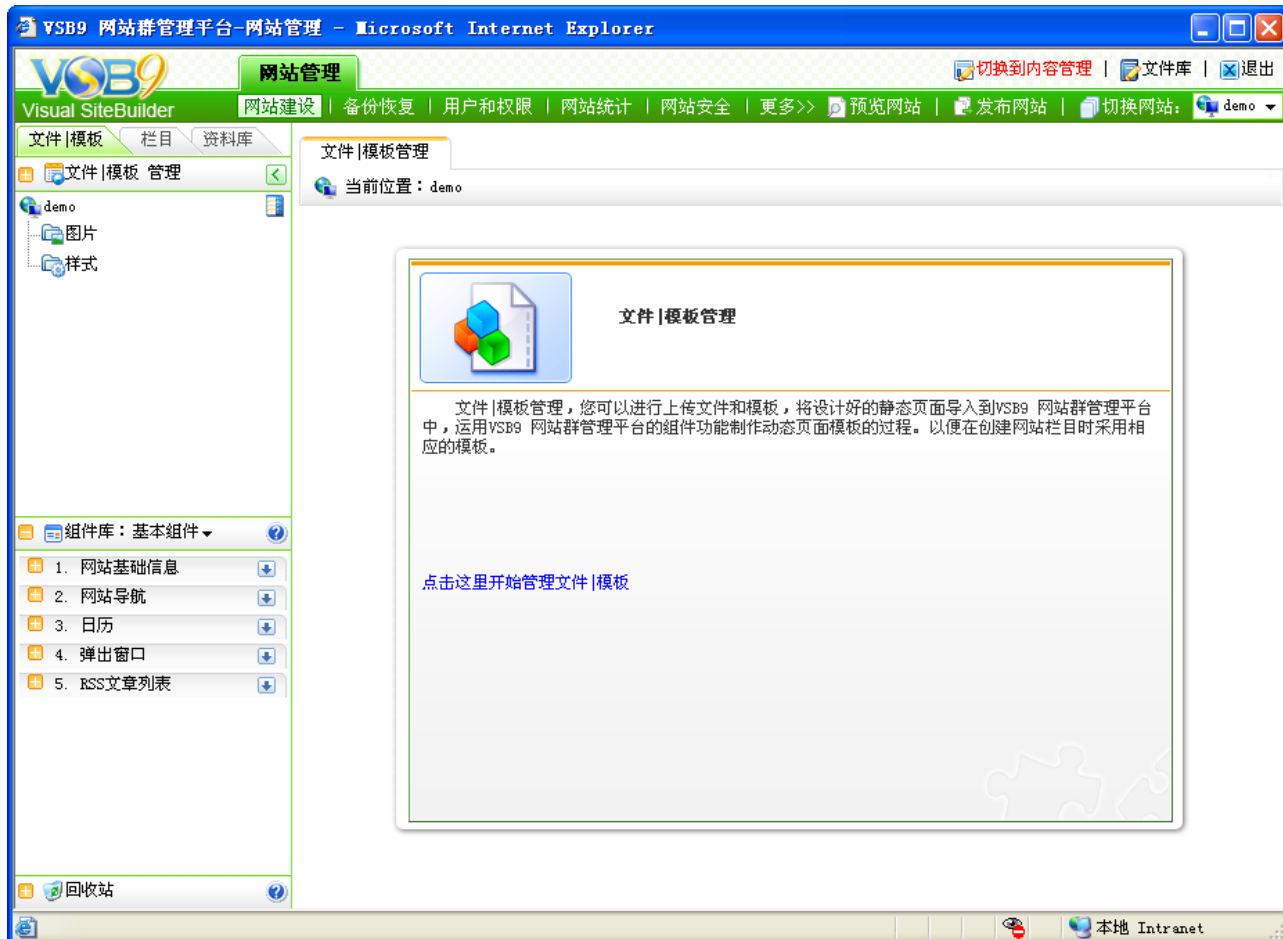 VSB9 网站群管理平台-网站管理 - Microsoft Internet Explorer
VSB9
Visual SiteBuilder
网站管理
切换到内容管理 | 文件库 | 退出
网站建设 | 备份恢复 | 用户和权限 | 网站统计 | 网站安全 | 更多>> 预览网站 | 发布网站 | 切换网站: demo
文件|模板 栏目 资料库
文件|模板 管理
demo
图片
样式
组件库:基本组件
1. 网站基础信息
2. 网站导航
3. 日历
4. 弹出窗口
5. RSS文章列表
回收站
文件|模板管理
当前位置:demo
文件|模板管理
文件|模板管理,您可以进行上传文件和模板,将设计好的静态页面导入到VSB9 网站群管理平台
中,运用VSB9 网站群管理平台的组件功能制作动态页面模板的过程。以便在创建网站栏目时采用相
应的模板。
点击这里开始管理文件|模板
本地 Intranet